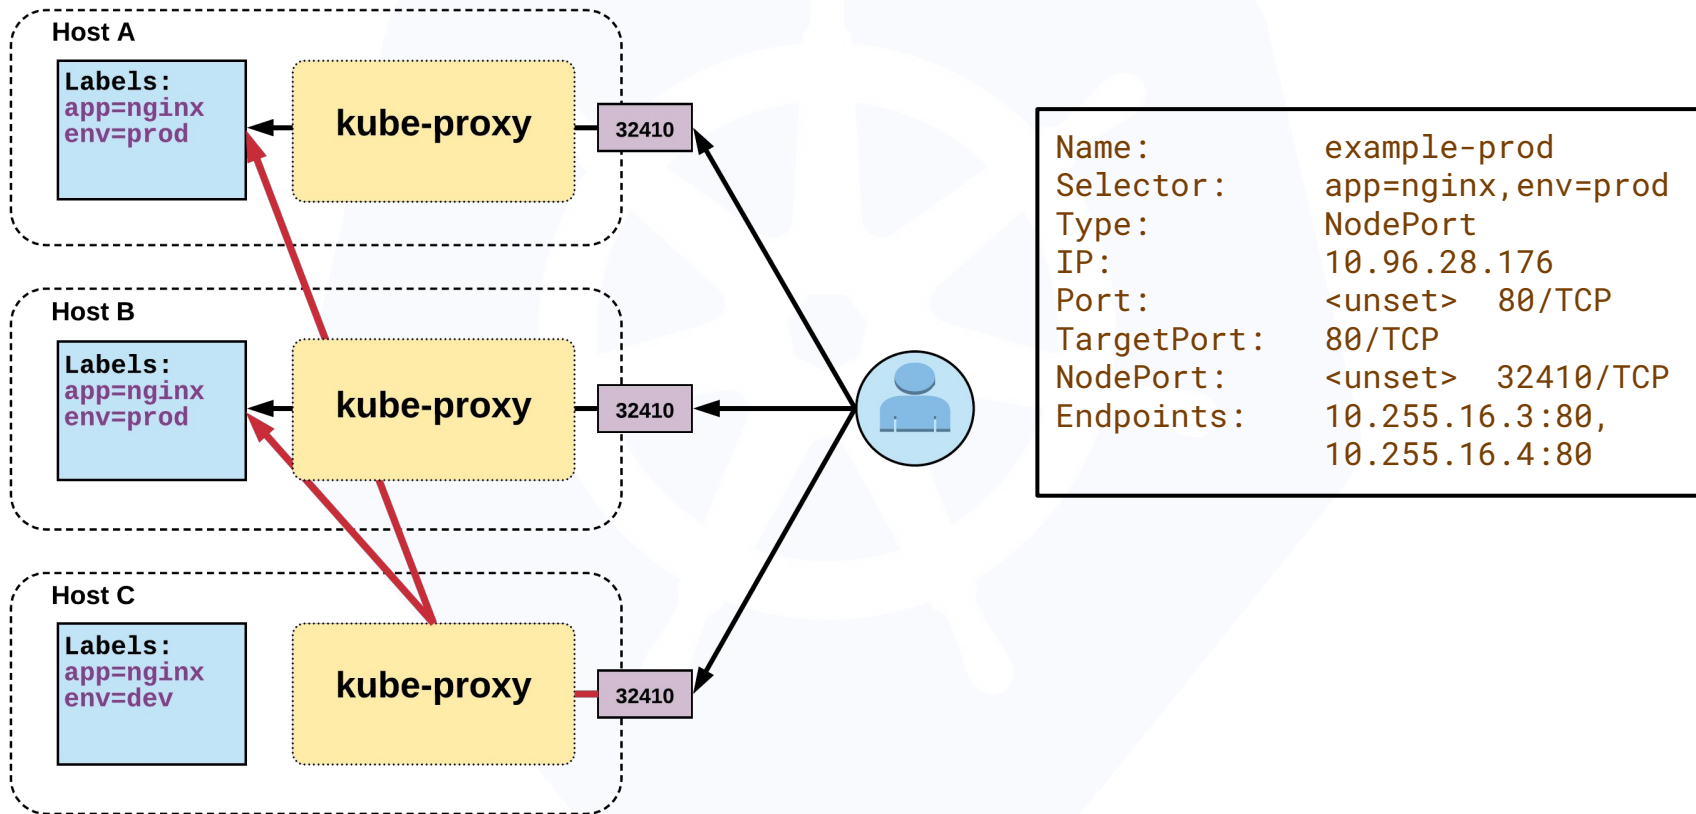 Host A
Labels:
app=nginx
env=prod
kube-proxy
32410
Host B
Labels:
app=nginx
env=prod
kube-proxy
32410
Host C
Labels:
app=nginx
env=dev
kube-proxy
32410
Name: example-prod
Selector: app=nginx,env=prod
Type: NodePort
IP: 10.96.28.176
Port: <unset> 80/TCP
TargetPort: 80/TCP
NodePort: <unset> 32410/TCP
Endpoints: 10.255.16.3:80,
10.255.16.4:80